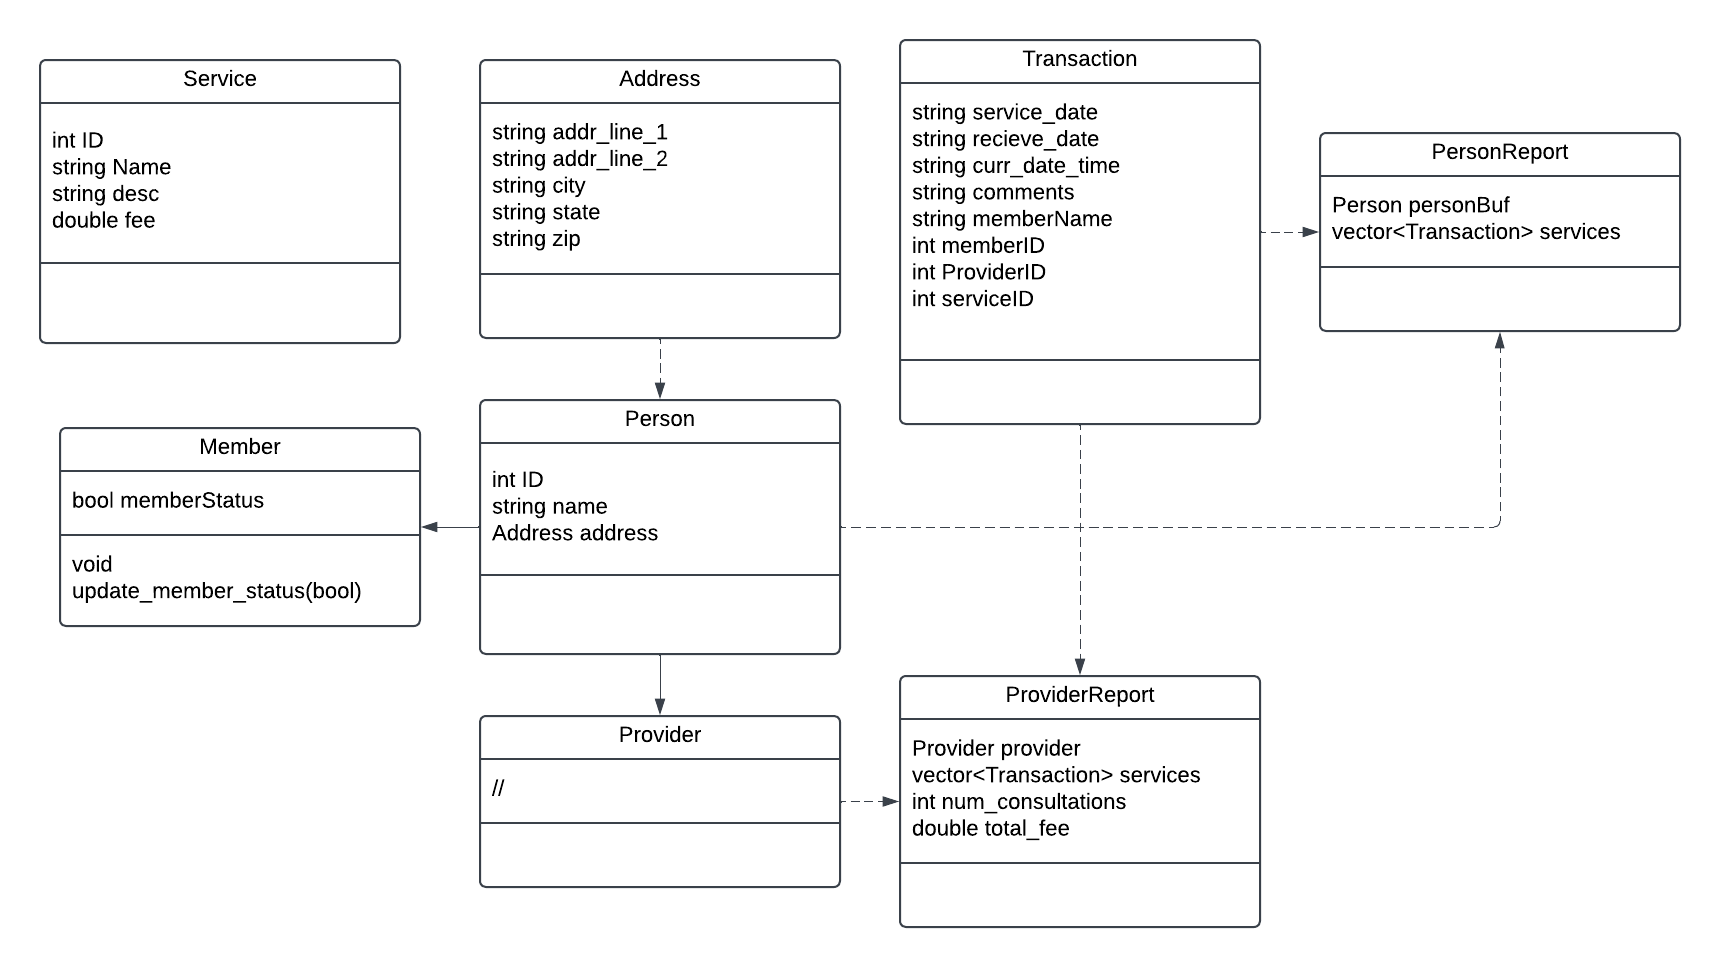 Service
int ID
string Name
string desc
double fee
Address
string addr_line_1
string addr_line_2
string city
string state
string zip
Transaction
string service_date
string recieve_date
string curr_date_time
string comments
string memberName
int memberID
int ProviderID
int serviceID
PersonReport
Person personBuf
vector<Transaction> services
Member
bool memberStatus
void
update_member_status(bool)
Person
int ID
string name
Address address
Provider
//
ProviderReport
Provider provider
vector<Transaction> services
int num_consultations
double total_fee